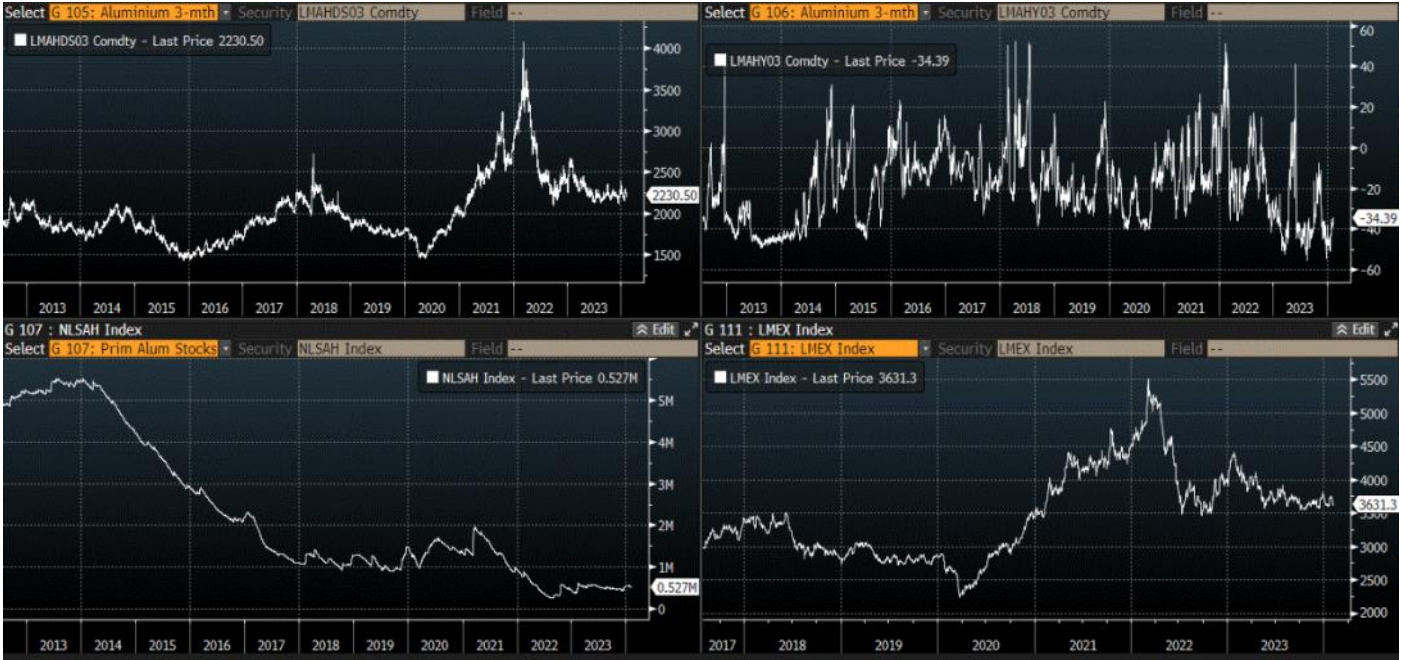 Select G 105: Aluminium 3-mth Security LMAHDS03 Comdty Field --
LMAHDS03 Comdty - Last Price 2230.50
4000
3500
3000
2500
2230.50
2000
1500
2013 2014 2015 2016 2017 2018 2019 2020 2021 2022 2023
Select G 106: Aluminium 3-mth Security LMAHY03 Comdty Field --
LMAHY03 Comdty - Last Price -34.39
60
40
20
0
-20
-34.39
-40
-60
2013 2014 2015 2016 2017 2018 2019 2020 2021 2022 2023
G 107 : NLSAH Index Edit
Select G 107: Prim Alum Stocks Security NLSAH Index Field --
NLSAH Index - Last Price 0.527M
5M
4M
3M
2M
1M
0.527M
0
2013 2014 2015 2016 2017 2018 2019 2020 2021 2022 2023
G 111 : LMEX Index Edit
Select G 111: LMEX Index Security LMEX Index Field --
LMEX Index - Last Price 3631.3
5500
5000
4500
4000
3631.3
3500
3000
2500
2000
2017 2018 2019 2020 2021 2022 2023